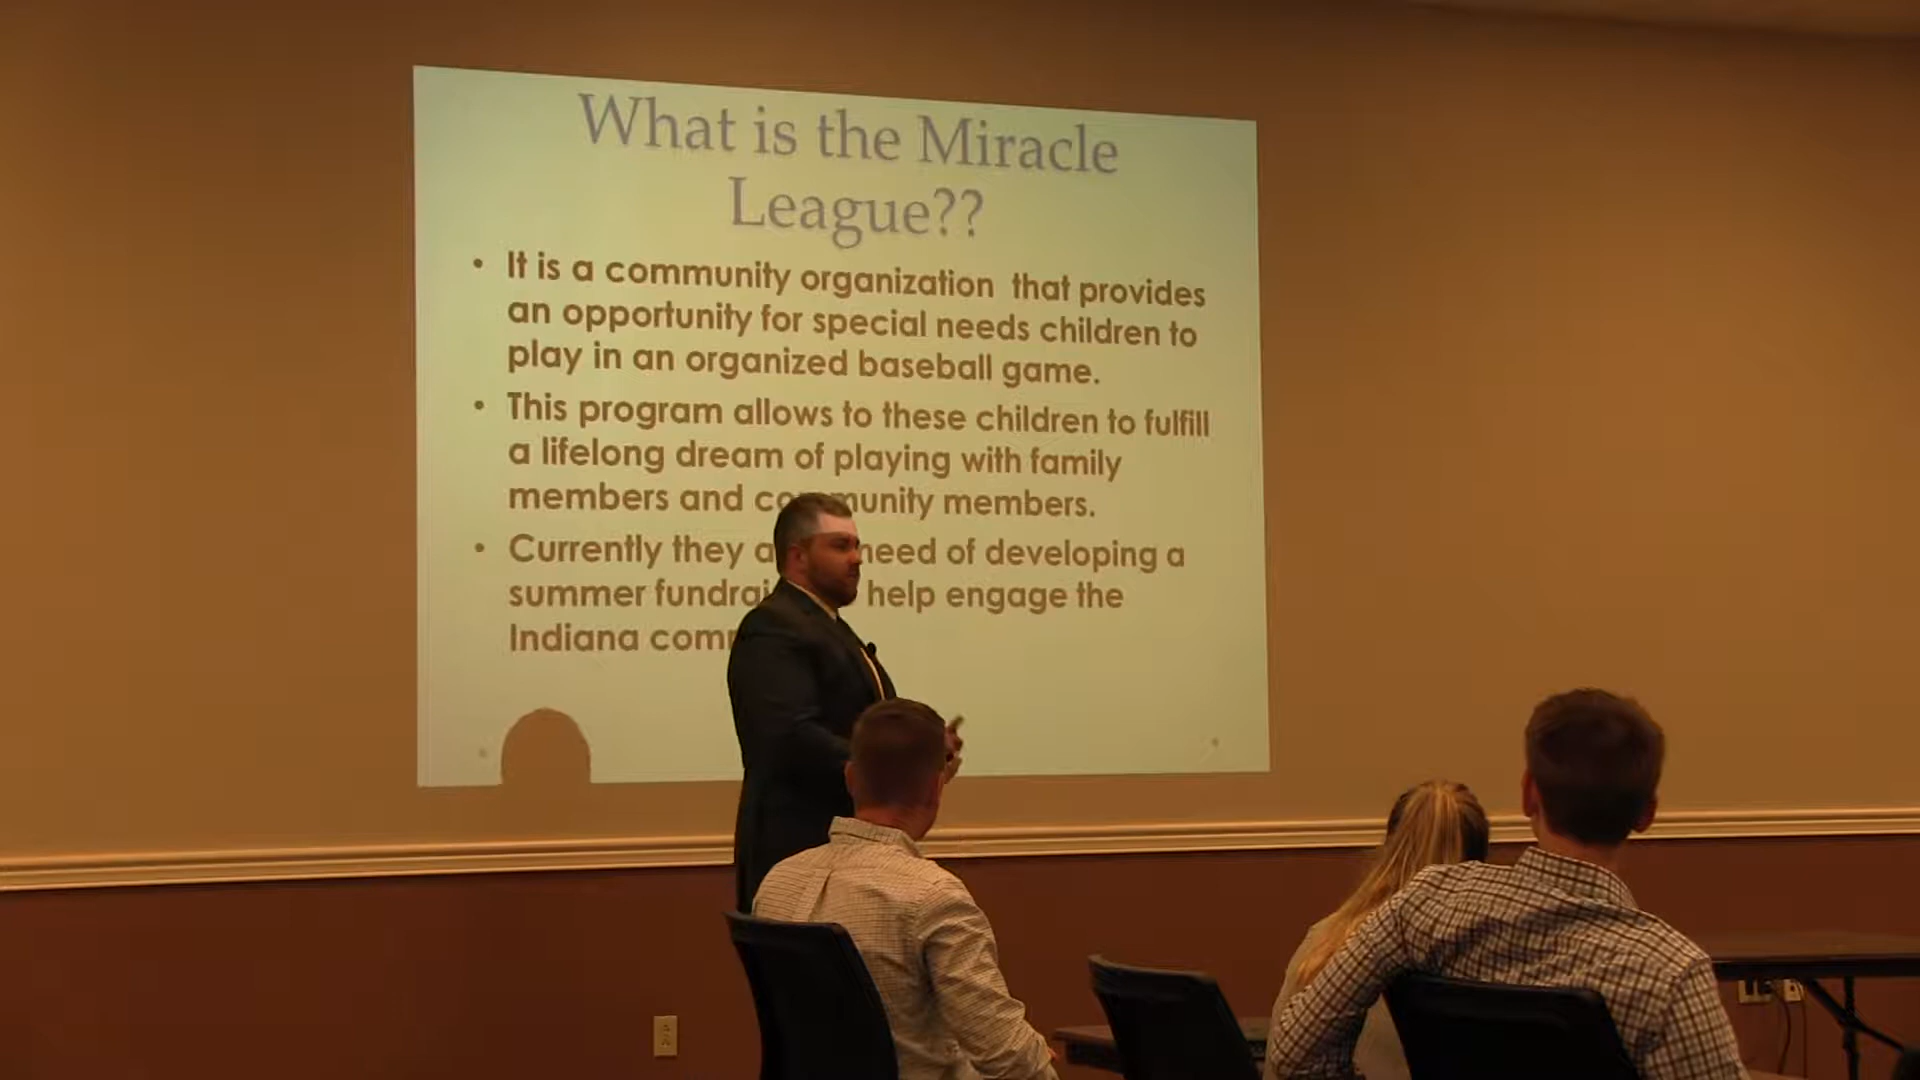 What is the Miracle
League??
• It is a community organization that provides
an opportunity for special needs children to
play in an organized baseball game.
• This program allows to these children to fulfill
a lifelong dream of playing with family
members and community members.
• Currently they need of developing a
summer help engage the
Indiana